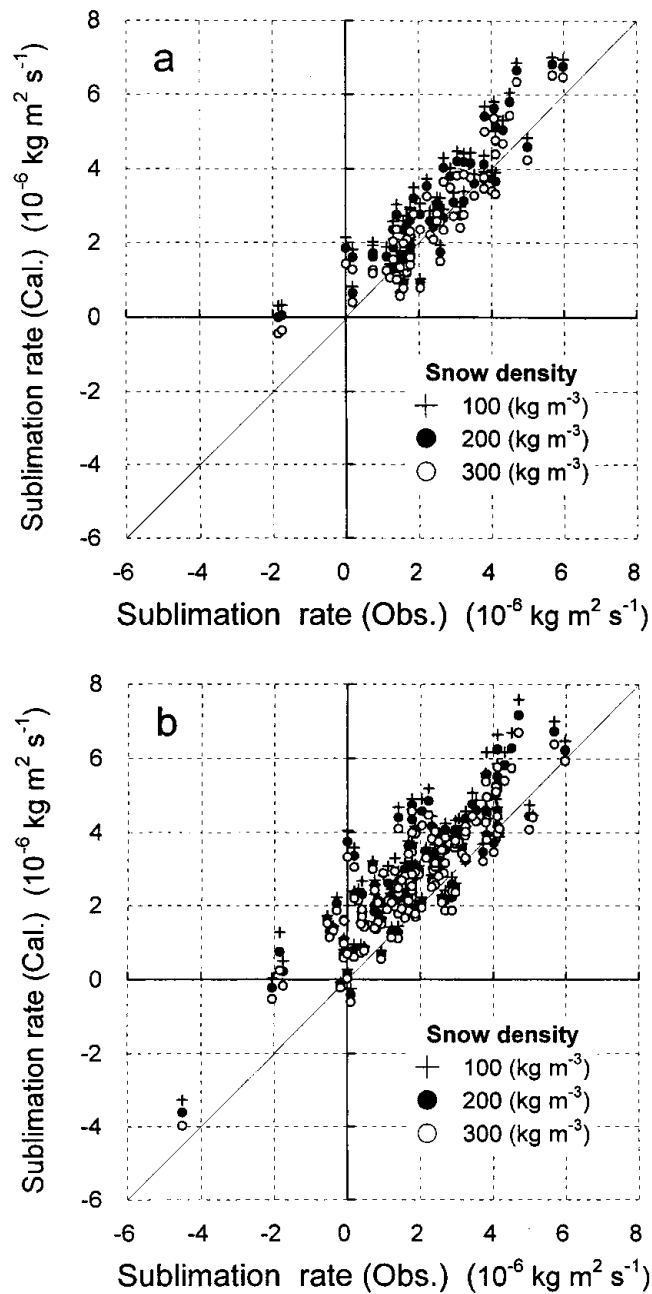 a
Sublimation rate (Cal.) (10⁻⁶ kg m² s⁻¹)
8
6
4
2
0
-2
-4
-6
Snow density
100 (kg m⁻³)
200 (kg m⁻³)
300 (kg m⁻³)
-6 -4 -2 0 2 4 6 8
Sublimation rate (Obs.) (10⁻⁶ kg m² s⁻¹)
b
Sublimation rate (Cal.) (10⁻⁶ kg m² s⁻¹)
8
6
4
2
0
-2
-4
-6
Snow density
100 (kg m⁻³)
200 (kg m⁻³)
300 (kg m⁻³)
-6 -4 -2 0 2 4 6 8
Sublimation rate (Obs.) (10⁻⁶ kg m² s⁻¹)